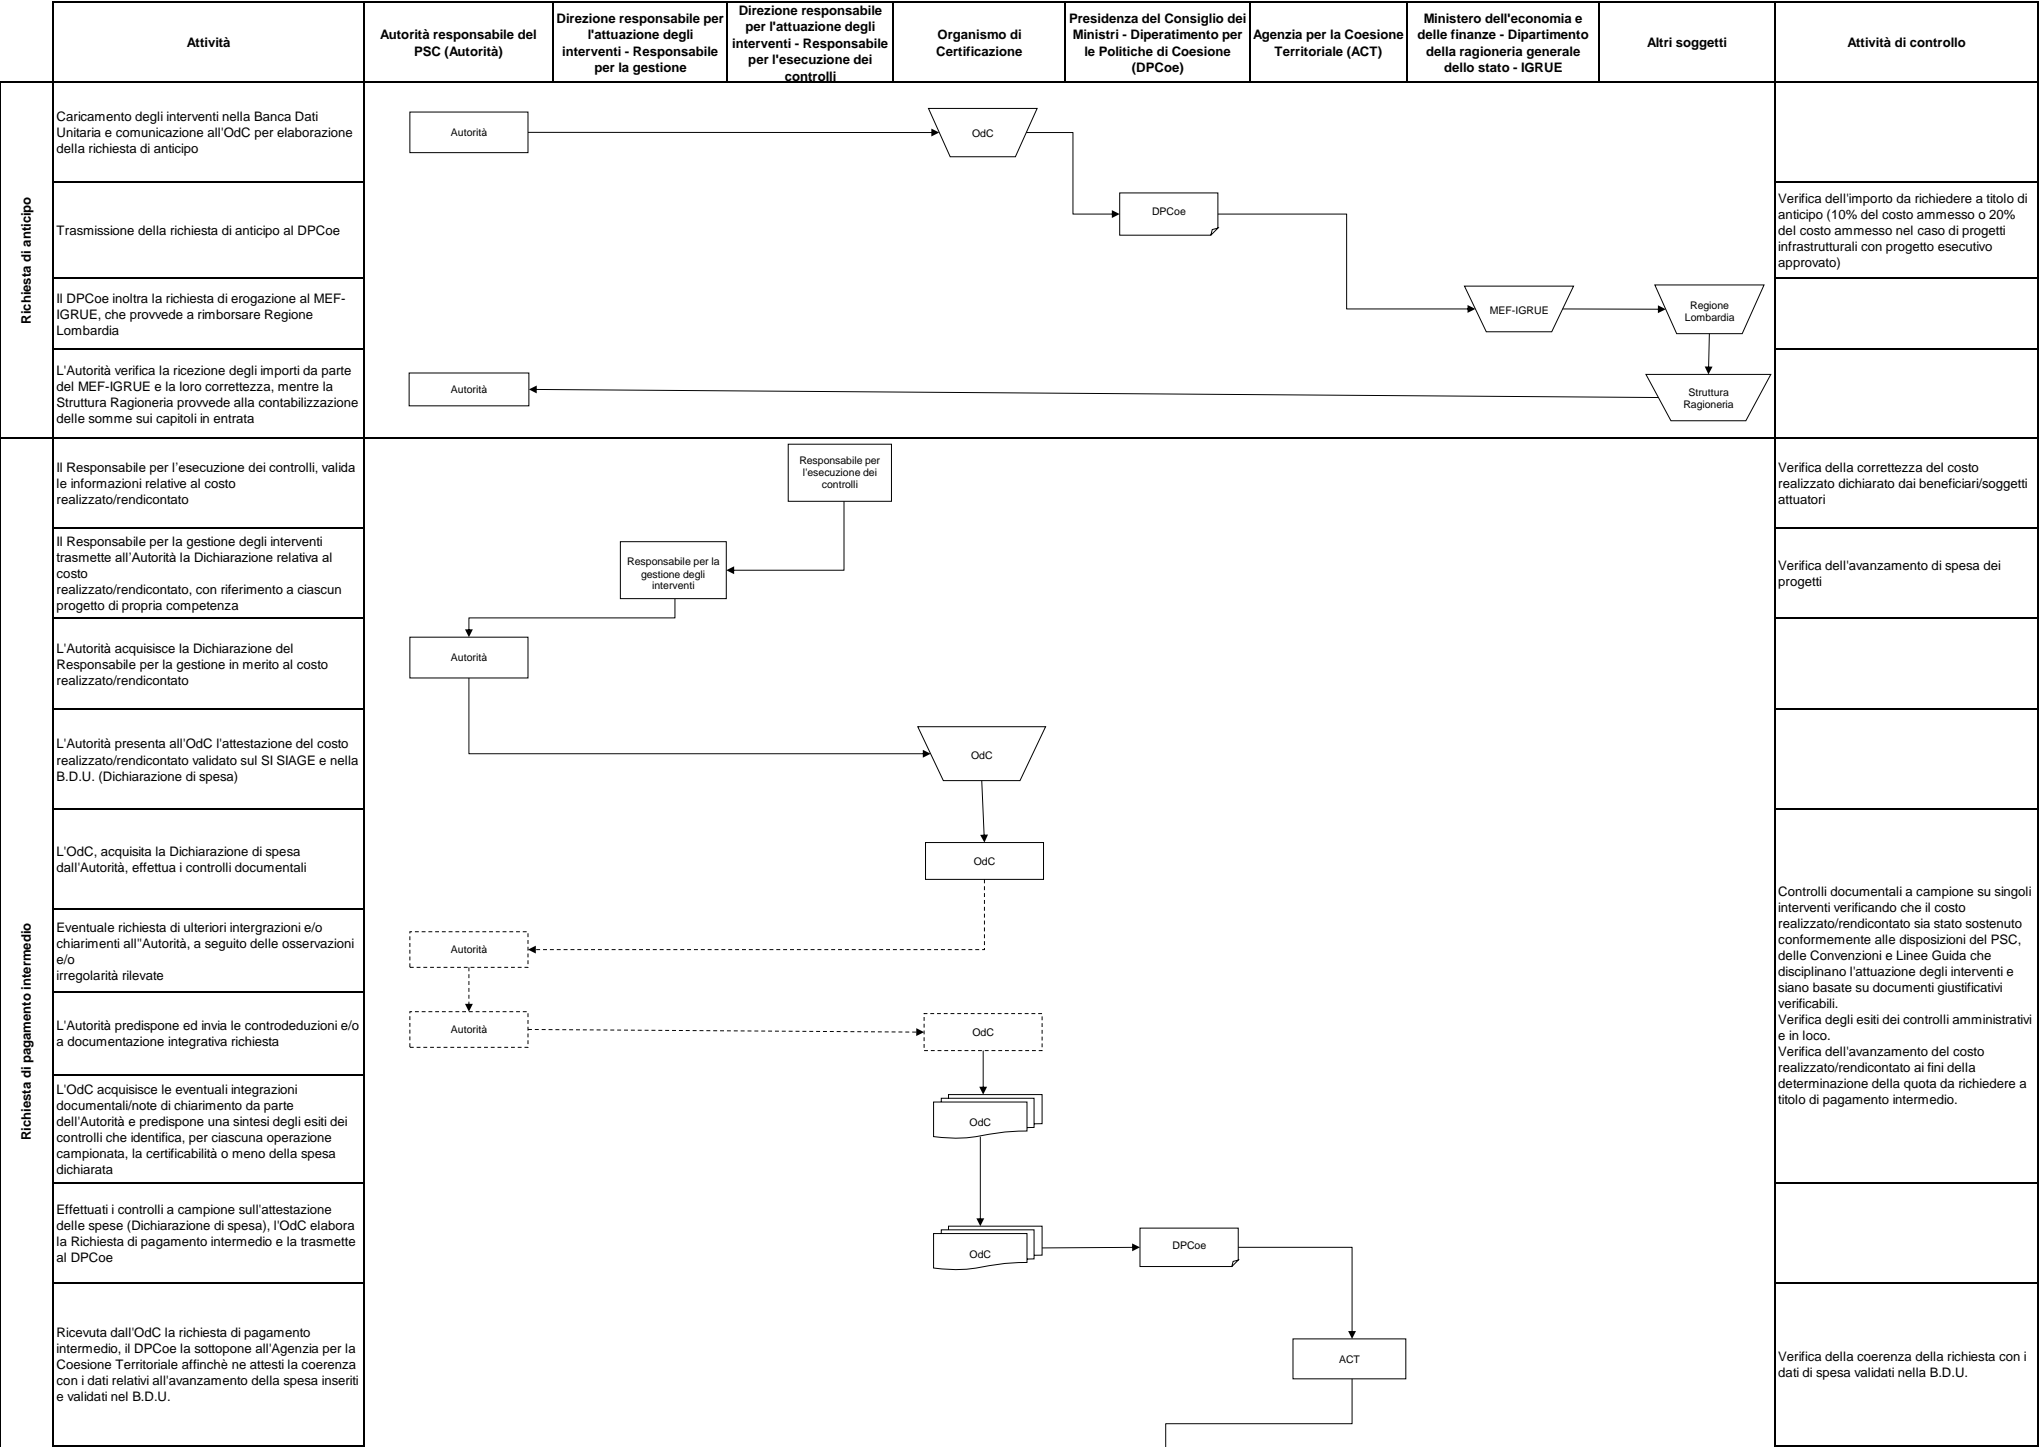 Attività
Autorità responsabile del
PSC (Autorità)
Direzione responsabile per
l'attuazione degli
interventi - Responsabile
per la gestione
Direzione responsabile
per l'attuazione degli
interventi - Responsabile
per l'esecuzione dei
controlli
Organismo di
Certificazione
Presidenza del Consiglio dei
Ministri - Diperatimento per
le Politiche di Coesione
(DPCoe)
Agenzia per la Coesione
Territoriale (ACT)
Ministero dell'economia e
delle finanze - Dipartimento
della ragioneria generale
dello stato - IGRUE
Altri soggetti
Attività di controllo
Richiesta di anticipo
Caricamento degli interventi nella Banca Dati
Unitaria e comunicazione all'OdC per elaborazione
della richiesta di anticipo
Autorità
OdC
Trasmissione della richiesta di anticipo al DPCoe
DPCoe
Verifica dell'importo da richiedere a titolo di
anticipo (10% del costo ammesso o 20%
del costo ammesso nel caso di progetti
infrastrutturali con progetto esecutivo
approvato)
Il DPCoe inoltra la richiesta di erogazione al MEF-
IGRUE, che provvede a rimborsare Regione
Lombardia
MEF-IGRUE
Regione
Lombardia
L'Autorità verifica la ricezione degli importi da parte
del MEF-IGRUE e la loro correttezza, mentre la
Struttura Ragioneria provvede alla contabilizzazione
delle somme sui capitoli in entrata
Autorità
Struttura
Ragioneria
Richiesta di pagamento intermedio
Il Responsabile per l'esecuzione dei controlli, valida
le informazioni relative al costo
realizzato/rendicontato
Responsabile per
l'esecuzione dei
controlli
Verifica della correttezza del costo
realizzato dichiarato dai beneficiari/soggetti
attuatori
Il Responsabile per la gestione degli interventi
trasmette all'Autorità la Dichiarazione relativa al
costo
realizzato/rendicontato, con riferimento a ciascun
progetto di propria competenza
Responsabile per la
gestione degli
interventi
Verifica dell'avanzamento di spesa dei
progetti
L'Autorità acquisisce la Dichiarazione del
Responsabile per la gestione in merito al costo
realizzato/rendicontato
Autorità
L'Autorità presenta all'OdC l'attestazione del costo
realizzato/rendicontato validato sul SI SIAGE e nella
B.D.U. (Dichiarazione di spesa)
OdC
L'OdC, acquisita la Dichiarazione di spesa
dall'Autorità, effettua i controlli documentali
OdC
Eventuale richiesta di ulteriori intergrazioni e/o
chiarimenti all''Autorità, a seguito delle osservazioni
e/o
irregolarità rilevate
Autorità
L'Autorità predispone ed invia le controdeduzioni e/o
a documentazione integrativa richiesta
Autorità
OdC
L'OdC acquisisce le eventuali integrazioni
documentali/note di chiarimento da parte
dell'Autorità e predispone una sintesi degli esiti dei
controlli che identifica, per ciascuna operazione
campionata, la certificabilità o meno della spesa
dichiarata
OdC
Controlli documentali a campione su singoli
interventi verificando che il costo
realizzato/rendicontato sia stato sostenuto
conformemente alle disposizioni del PSC,
delle Convenzioni e Linee Guida che
disciplinano l'attuazione degli interventi e
siano basate su documenti giustificativi
verificabili.
Verifica degli esiti dei controlli amministrativi
e in loco.
Verifica dell'avanzamento del costo
realizzato/rendicontato ai fini della
determinazione della quota da richiedere a
titolo di pagamento intermedio.
Effettuati i controlli a campione sull'attestazione
delle spese (Dichiarazione di spesa), l'OdC elabora
la Richiesta di pagamento intermedio e la trasmette
al DPCoe
OdC
DPCoe
Ricevuta dall'OdC la richiesta di pagamento
intermedio, il DPCoe la sottopone all'Agenzia per la
Coesione Territoriale affinchè ne attesti la coerenza
con i dati relativi all'avanzamento della spesa inseriti
e validati nel B.D.U.
ACT
Verifica della coerenza della richiesta con i
dati di spesa validati nella B.D.U.